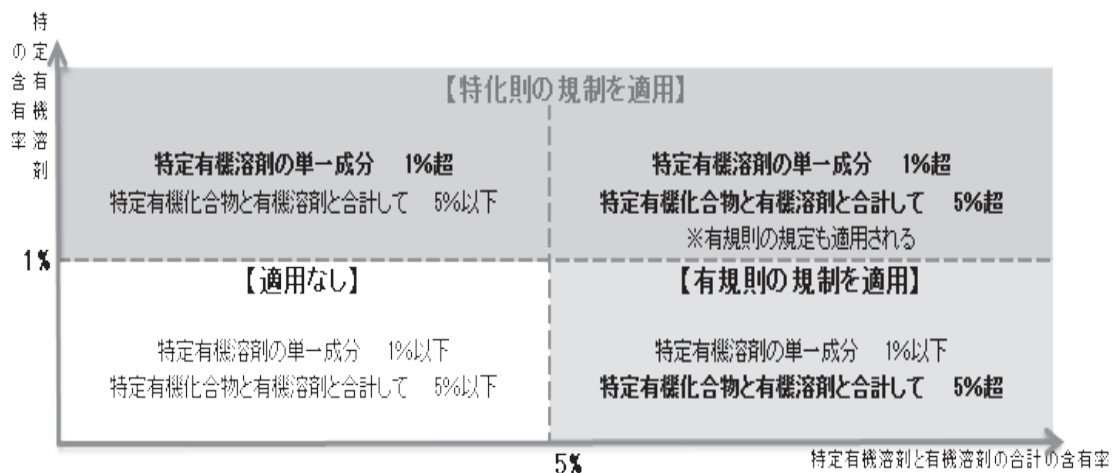 特定有機溶剤
の含有率
【特化則の規制を適用】
特定有機溶剤の単一成分 1%超
特定有機化合物と有機溶剤と合計して 5%以下
特定有機溶剤の単一成分 1%超
特定有機化合物と有機溶剤と合計して 5%超
※有規則の規定も適用される
1%
【適用なし】
特定有機溶剤の単一成分 1%以下
特定有機化合物と有機溶剤と合計して 5%以下
【有規則の規制を適用】
特定有機溶剤の単一成分 1%以下
特定有機化合物と有機溶剤と合計して 5%超
5%
特定有機溶剤と有機溶剤の合計の含有率